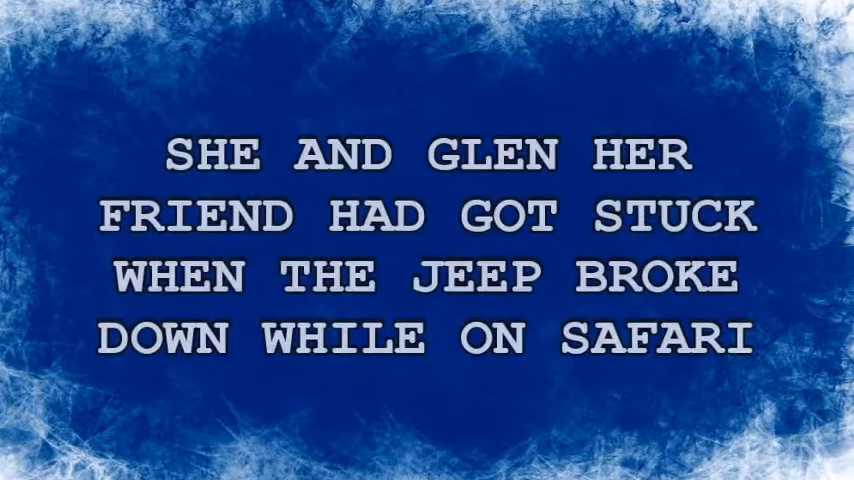 SHE AND GLEN HER
FRIEND HAD GOT STUCK
WHEN THE JEEP BROKE
DOWN WHILE ON SAFARI